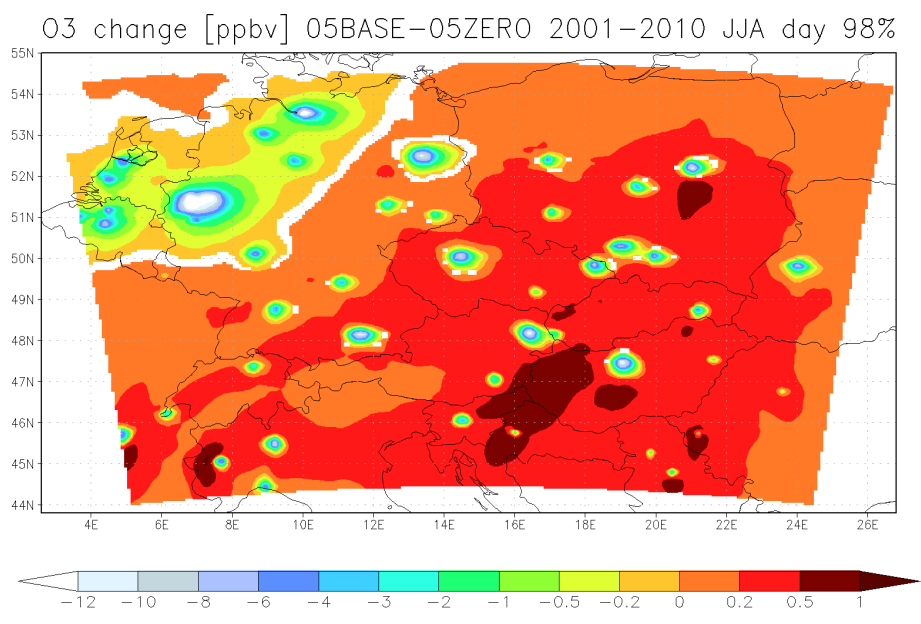 O3 change [ppbv] 05BASE−05ZERO 2001−2010 JJA day 98%
55N
54N
53N
52N
51N
50N
49N
48N
47N
46N
45N
44N
4E 6E 8E 10E 12E 14E 16E 18E 20E 22E 24E 26E
−12 −10 −8 −6 −4 −3 −2 −1 −0.5 −0.2 0 0.2 0.5 1